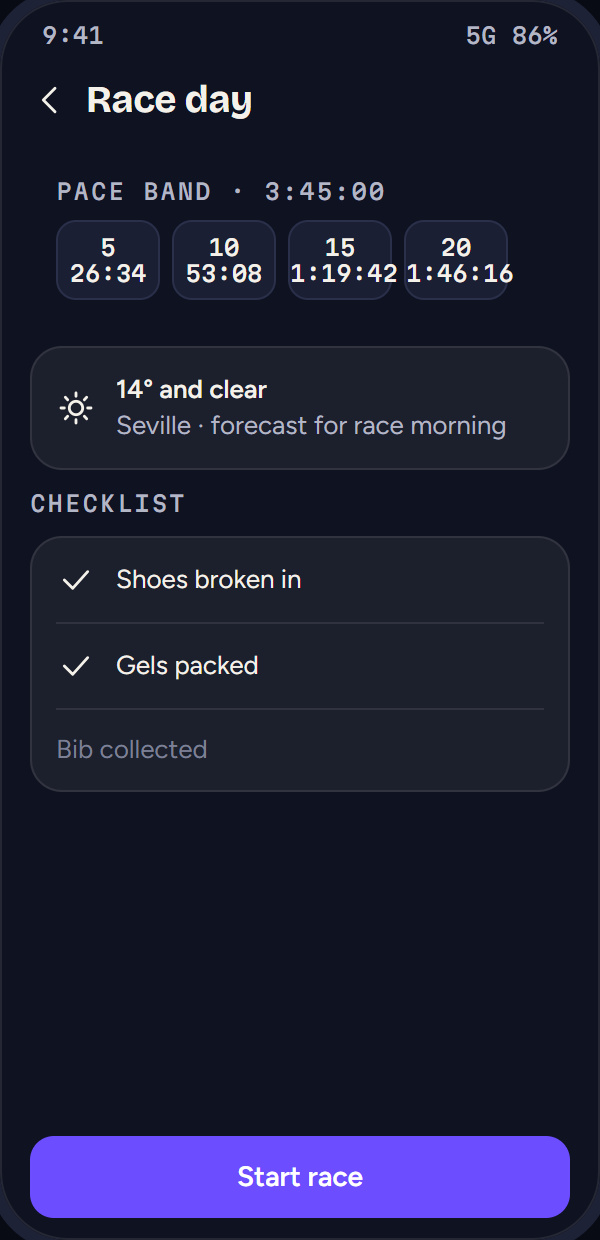 9:41 5G 86%
Race day
PACE BAND · 3:45:00
5 10 15 20
26:34 53:08 1:19:42 1:46:16
14° and clear
Seville · forecast for race morning
CHECKLIST
Shoes broken in
Gels packed
Bib collected
Start race